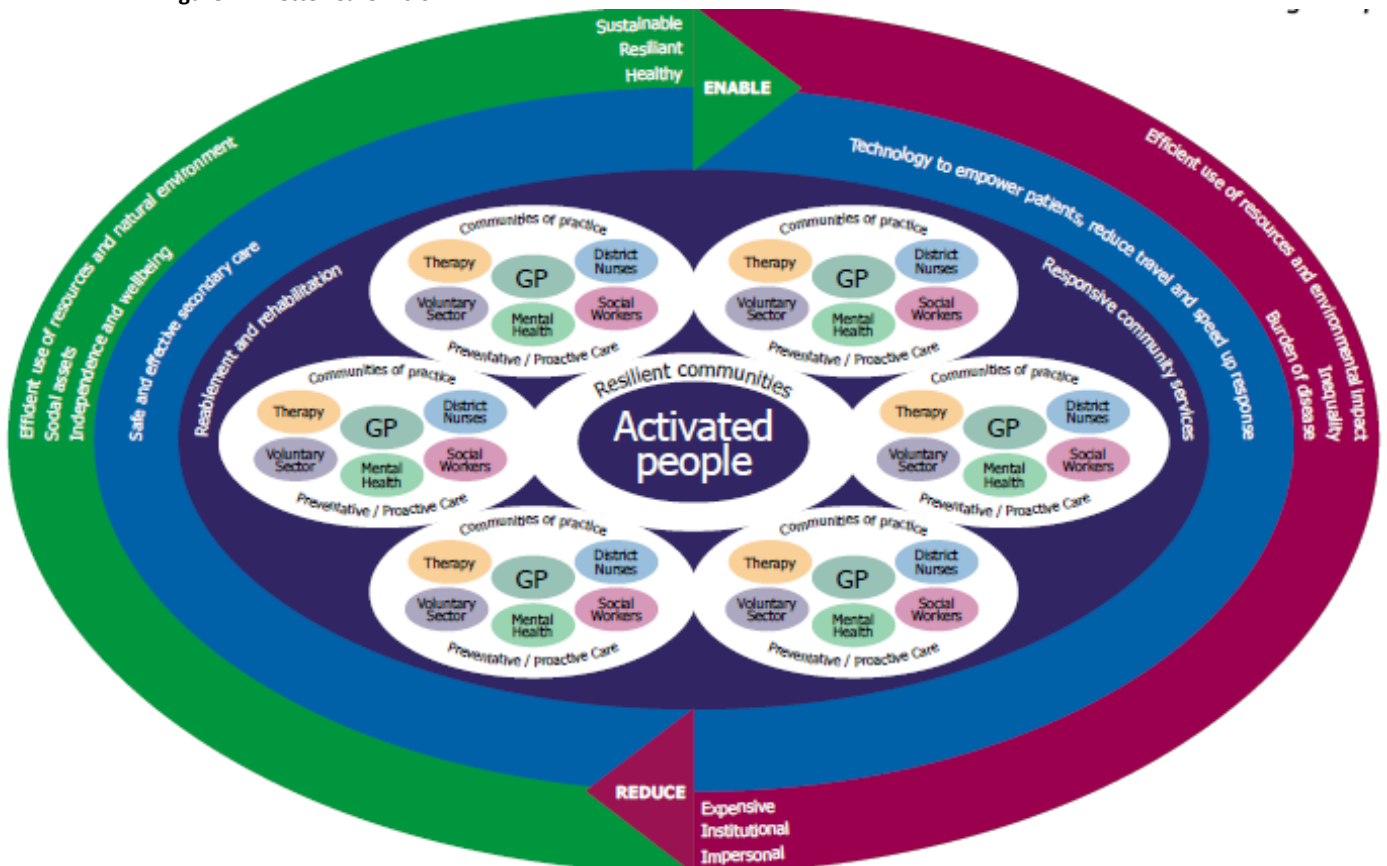 Sustainable
Resiliant
Healthy
ENABLE
Efficient use of resources and natural environment
Social assets
Independence and wellbeing
Safe and effective secondary care
Reablement and rehabilitation
Technology to empower patients, reduce travel and speed up response
Responsive community services
Efficient use of resources and environmental impact
Inequality
Burden of disease
Communities of practice
Therapy
GP
District
Nurses
Voluntary
Sector
Mental
Health
Social
Workers
Preventative / Proactive Care
Communities of practice
Therapy
GP
District
Nurses
Voluntary
Sector
Mental
Health
Social
Workers
Preventative / Proactive Care
Communities of practice
Therapy
GP
District
Nurses
Voluntary
Sector
Mental
Health
Social
Workers
Preventative / Proactive Care
Resilient communities
Activated
people
Communities of practice
Therapy
GP
District
Nurses
Voluntary
Sector
Mental
Health
Social
Workers
Preventative / Proactive Care
Communities of practice
Therapy
GP
District
Nurses
Voluntary
Sector
Mental
Health
Social
Workers
Preventative / Proactive Care
Communities of practice
Therapy
GP
District
Nurses
Voluntary
Sector
Mental
Health
Social
Workers
Preventative / Proactive Care
REDUCE
Expensive
Institutional
Impersonal